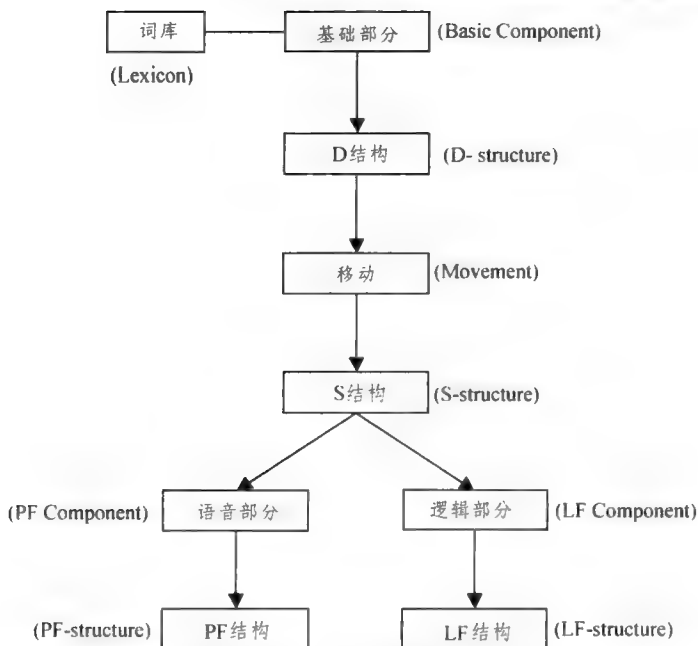 词库 基础部分 (Basic Component)
(Lexicon)
D结构 (D- structure)
移动 (Movement)
S结构 (S-structure)
(PF Component) 语音部分 逻辑部分 (LF Component)
(PF-structure) PF结构 LF结构 (LF-structure)